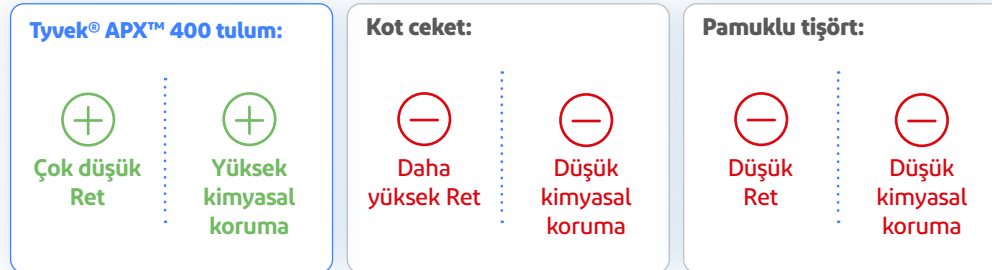 Tyvek® APX™ 400 tulum:
Çok düşük
Ret
Yüksek
kimyasal
koruma
Kot ceket:
Daha
yüksek Ret
Düşük
kimyasal
koruma
Pamuklu tişört:
Düşük
Ret
Düşük
kimyasal
koruma